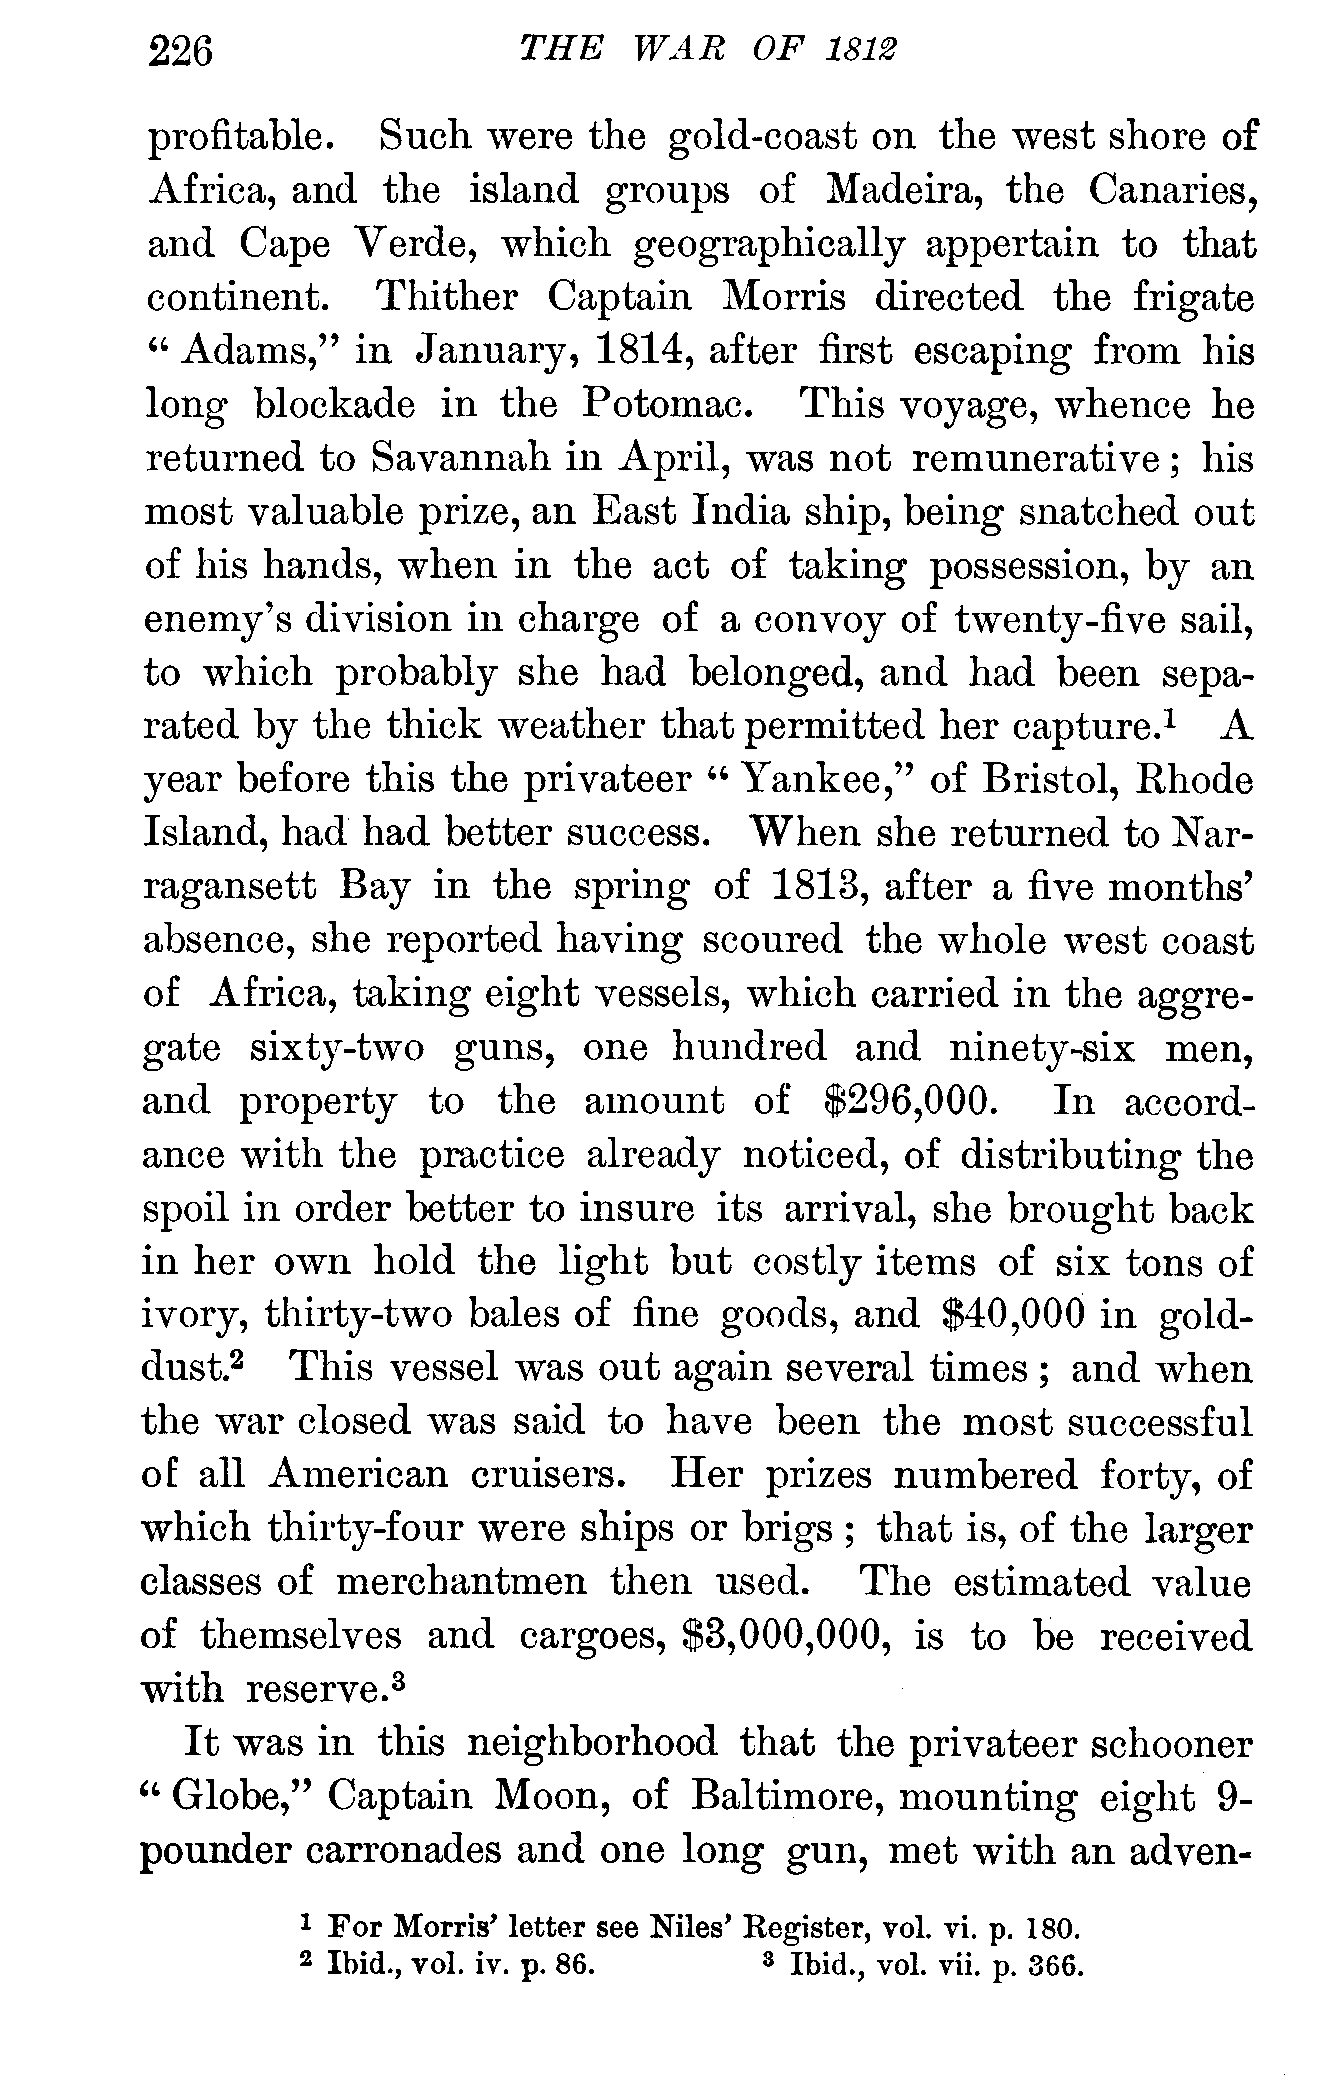 226 THE WAR OF 1812
profitable. Such were the gold-coast on the west shore of
Africa, and the island groups of Madeira, the Canaries,
and Cape Verde, which geographically appertain to that
continent. Thither Captain Morris directed the frigate
“ Adams,” in January, 1814, after first escaping from his
long blockade in the Potomac. This voyage, whence he
returned to Savannah in April, was not remunerative ; his
most valuable prize, an East India ship, being snatched out
of his hands, when in the act of taking possession, by an
enemy’s division in charge of a convoy of twenty-five sail,
to which probably she had belonged, and had been sepa-
rated by the thick weather that permitted her capture.¹ A
year before this the privateer “ Yankee,” of Bristol, Rhode
Island, had had better success. When she returned to Nar-
ragansett Bay in the spring of 1813, after a five months’
absence, she reported having scoured the whole west coast
of Africa, taking eight vessels, which carried in the aggre-
gate sixty-two guns, one hundred and ninety-six men,
and property to the amount of $296,000. In accord-
ance with the practice already noticed, of distributing the
spoil in order better to insure its arrival, she brought back
in her own hold the light but costly items of six tons of
ivory, thirty-two bales of fine goods, and $40,000 in gold-
dust.² This vessel was out again several times ; and when
the war closed was said to have been the most successful
of all American cruisers. Her prizes numbered forty, of
which thirty-four were ships or brigs ; that is, of the larger
classes of merchantmen then used. The estimated value
of themselves and cargoes, $3,000,000, is to be received
with reserve.³
It was in this neighborhood that the privateer schooner
“ Globe,” Captain Moon, of Baltimore, mounting eight 9-
pounder carronades and one long gun, met with an adven-
¹ For Morris’ letter see Niles’ Register, vol. vi. p. 180.
² Ibid., vol. iv. p. 86. ³ Ibid., vol. vii. p. 366.